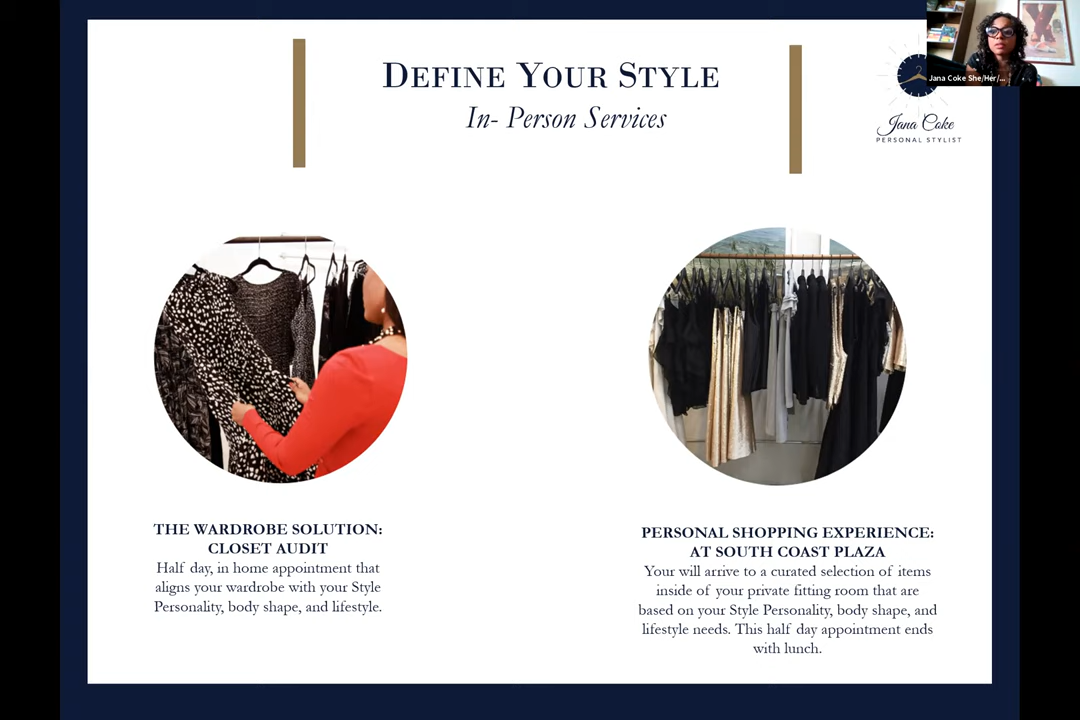 DEFINE YOUR STYLE
In- Person Services
Jana Coke She/Her/...
Jana Coke
PERSONAL STYLIST
THE WARDROBE SOLUTION:
CLOSET AUDIT
Half day, in home appointment that
aligns your wardrobe with your Style
Personality, body shape, and lifestyle.
PERSONAL SHOPPING EXPERIENCE:
AT SOUTH COAST PLAZA
Your will arrive to a curated selection of items
inside of your private fitting room that are
based on your Style Personality, body shape, and
lifestyle needs. This half day appointment ends
with lunch.